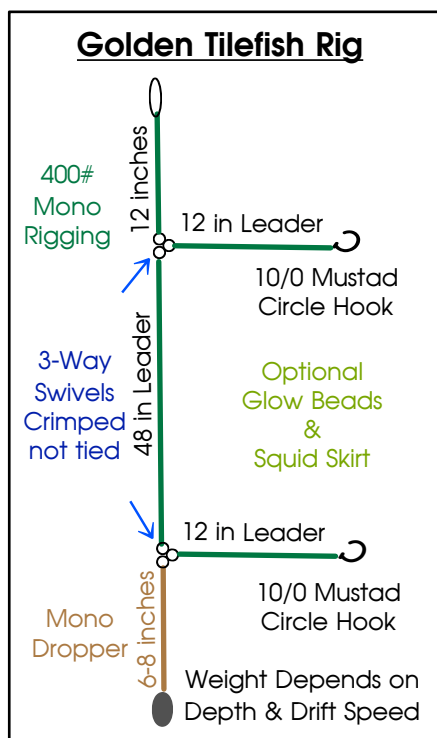 Golden Tilefish Rig
400#
Mono
Rigging
12 inches
12 in Leader
10/0 Mustad
Circle Hook
3-Way
Swivels
Crimped
not tied
48 in Leader
Optional
Glow Beads
&
Squid Skirt
12 in Leader
10/0 Mustad
Circle Hook
Mono
Dropper
6-8 inches
Weight Depends on
Depth & Drift Speed